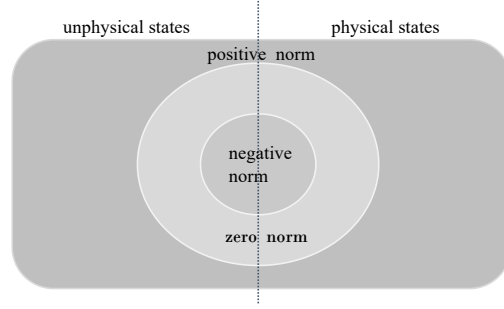 unphysical states
physical states
positive norm
negative
norm
zero norm